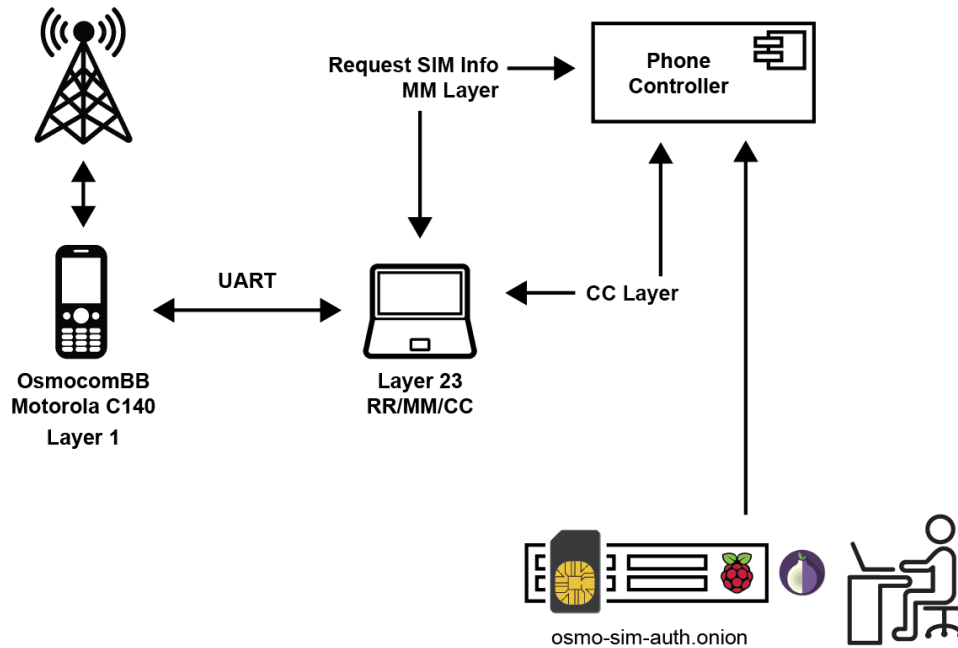 Request SIM Info
MM Layer
Phone
Controller
UART
CC Layer
OsmocomBB
Motorola C140
Layer 1
Layer 23
RR/MM/CC
osmo-sim-auth.onion